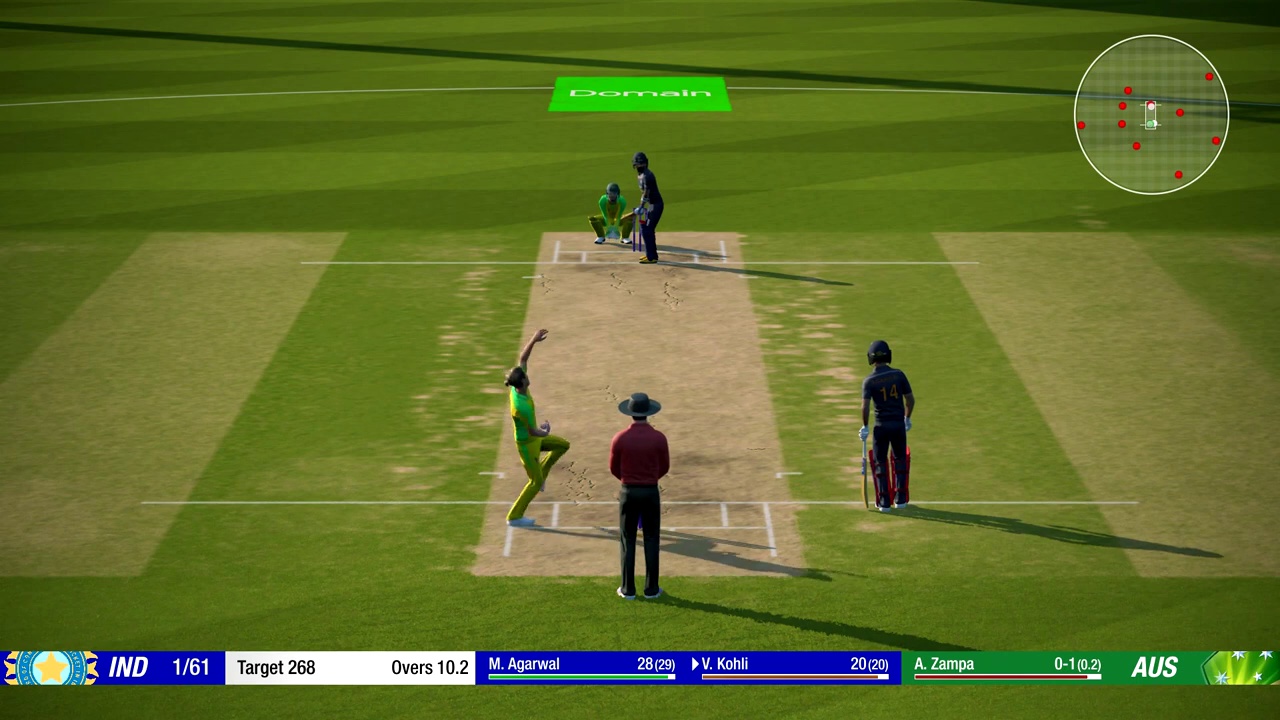 Domain
14
IND 1/61 Target 268 Overs 10.2 M. Agarwal 28 (29) V. Kohli 20 (20) A. Zampa 0-1 (0.2) AUS